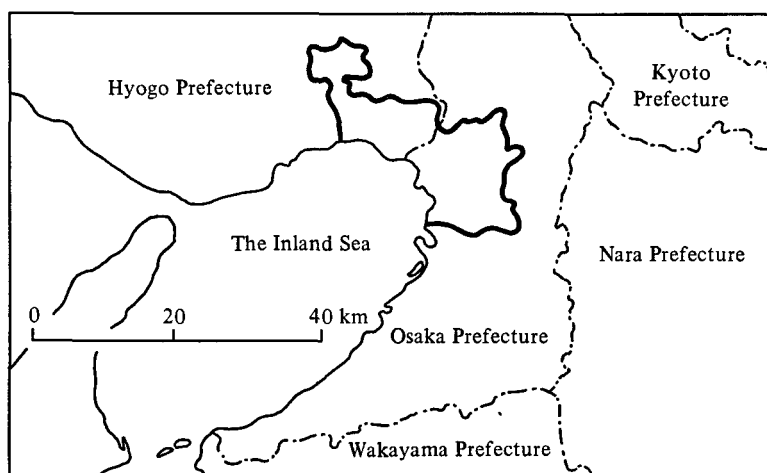 Hyogo Prefecture
Kyoto
Prefecture
The Inland Sea
Nara Prefecture
0 20 40 km
Osaka Prefecture
Wakayama Prefecture